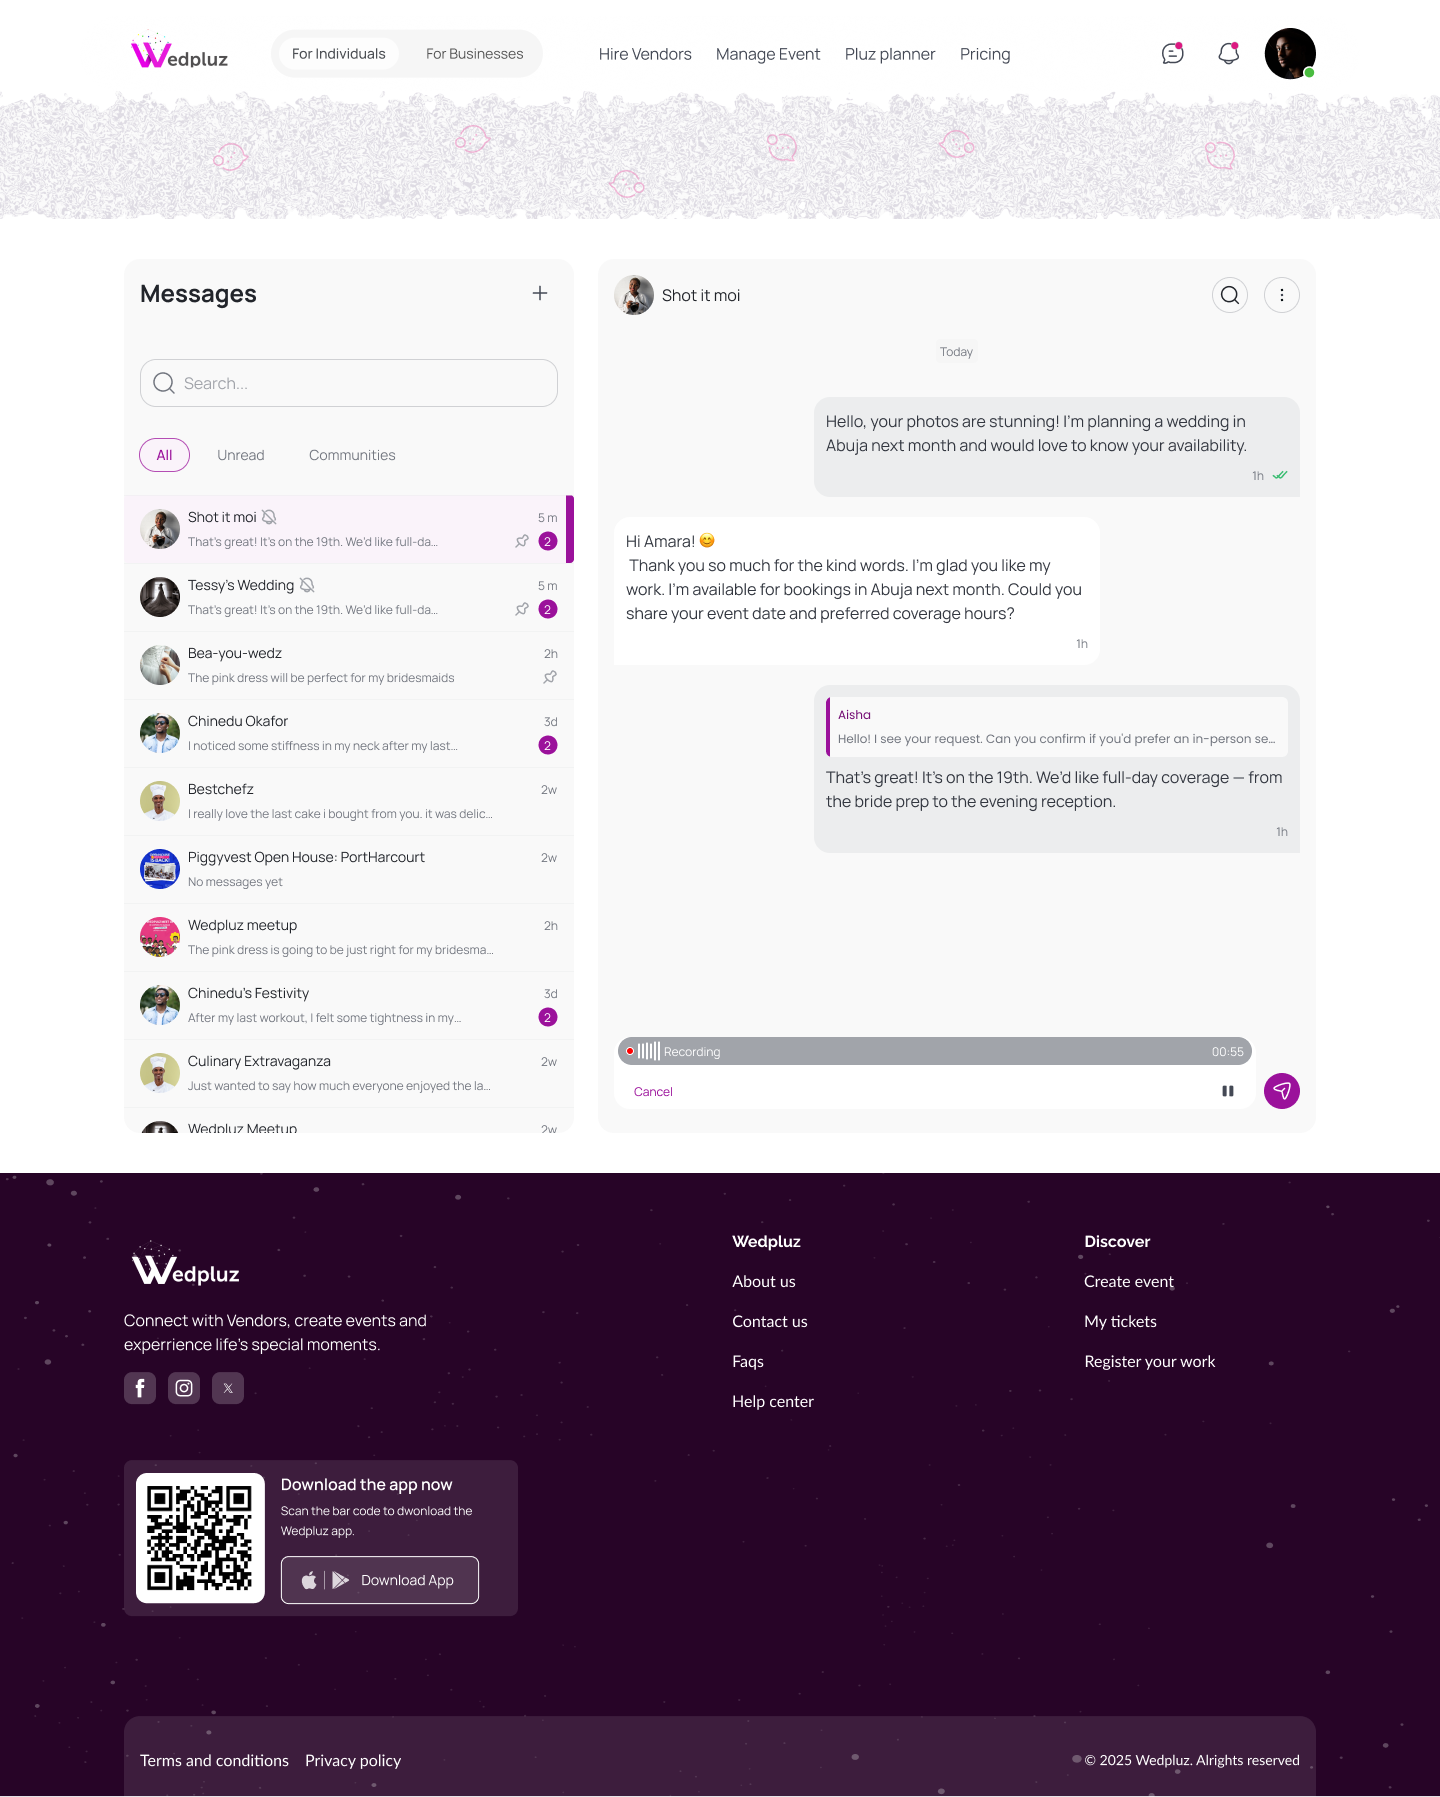 Wedpluz
For Individuals
For Businesses
Hire Vendors
Manage Event
Pluz planner
Pricing
Messages
Search...
All
Unread
Communities
Shot it moi
5 m
That's great! It's on the 19th. We'd like full-da...
2
Tessy's Wedding
5 m
That's great! It's on the 19th. We'd like full-da...
2
Bea-you-wedz
2h
The pink dress will be perfect for my bridesmaids
Chinedu Okafor
3d
I noticed some stiffness in my neck after my last...
2
Bestchefz
2w
I really love the last cake i bought from you. it was delic...
Piggyvest Open House: PortHarcourt
2w
No messages yet
Wedpluz meetup
2h
The pink dress is going to be just right for my bridesma...
Chinedu's Festivity
3d
After my last workout, I felt some tightness in my...
2
Culinary Extravaganza
2w
Just wanted to say how much everyone enjoyed the la...
Wedpluz Meetup
2w
Shot it moi
Today
Hello, your photos are stunning! I'm planning a wedding in
Abuja next month and would love to know your availability.
1h
Hi Amara! 😊
Thank you so much for the kind words. I'm glad you like my
work. I'm available for bookings in Abuja next month. Could you
share your event date and preferred coverage hours?
1h
Aisha
Hello! I see your request. Can you confirm if you'd prefer an in-person se...
That's great! It's on the 19th. We'd like full-day coverage — from
the bride prep to the evening reception.
1h
Recording
00:55
Cancel
Wedpluz
Connect with Vendors, create events and
experience life's special moments.
Wedpluz
About us
Contact us
Faqs
Help center
Discover
Create event
My tickets
Register your work
Download the app now
Scan the bar code to dwonload the
Wedpluz app.
Download App
Terms and conditions
Privacy policy
© 2025 Wedpluz. Alrights reserved